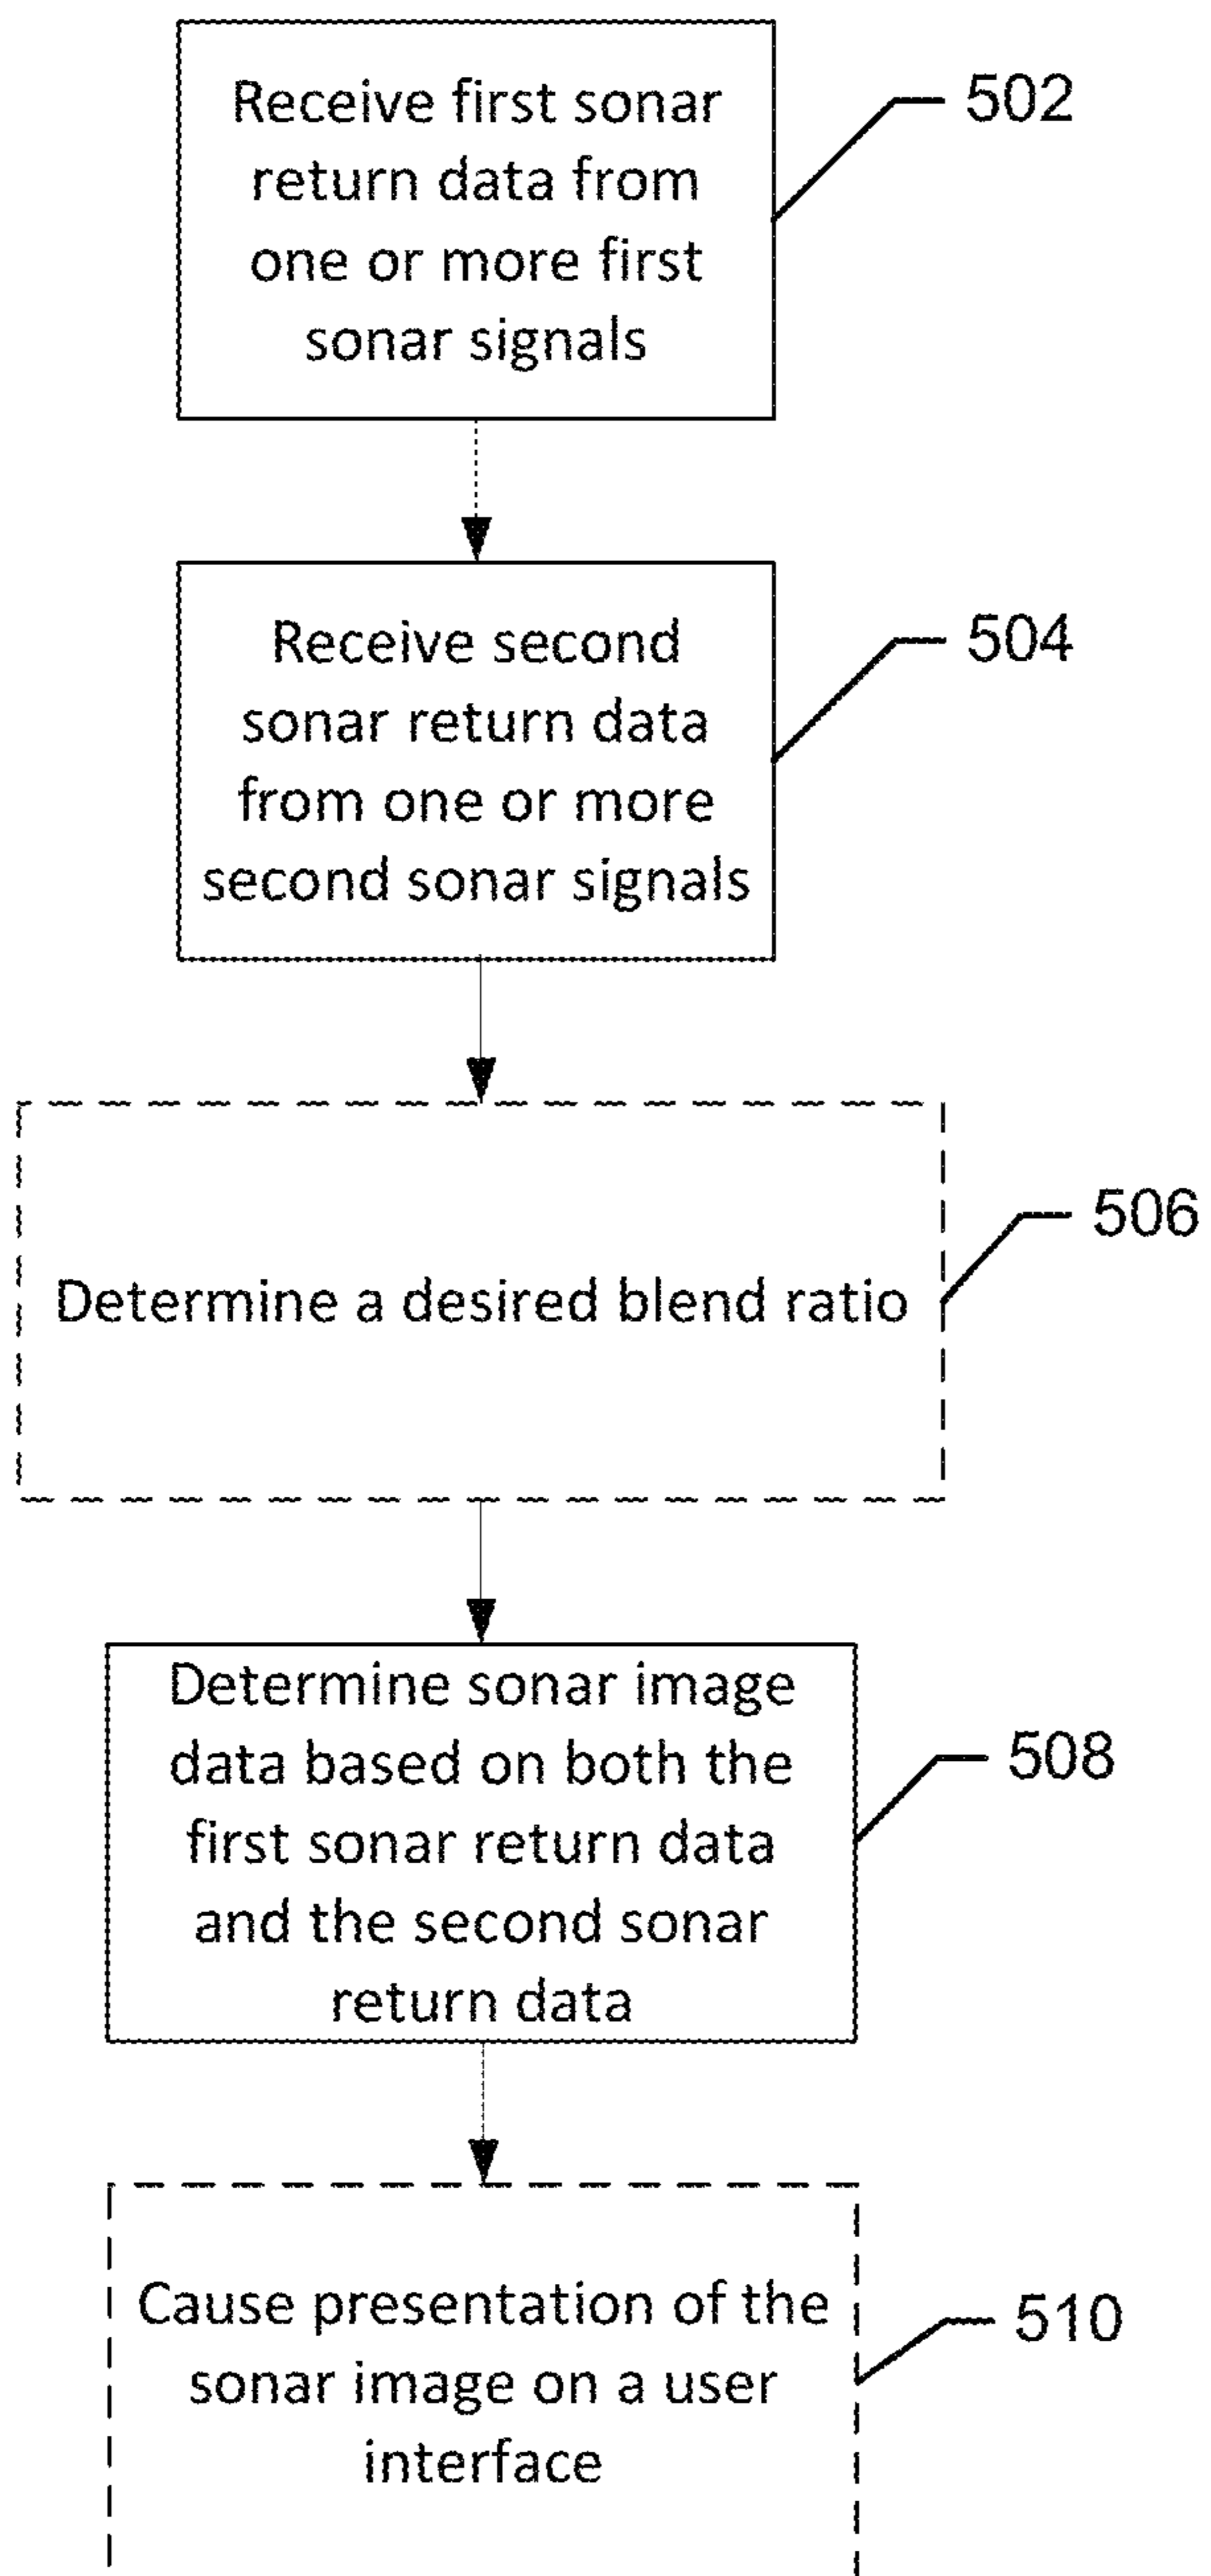 Receive first sonar
return data from
one or more first
sonar signals
502
Receive second
sonar return data
from one or more
second sonar signals
504
Determine a desired blend ratio
506
Determine sonar image
data based on both the
first sonar return data
and the second sonar
return data
508
Cause presentation of the
sonar image on a user
interface
510